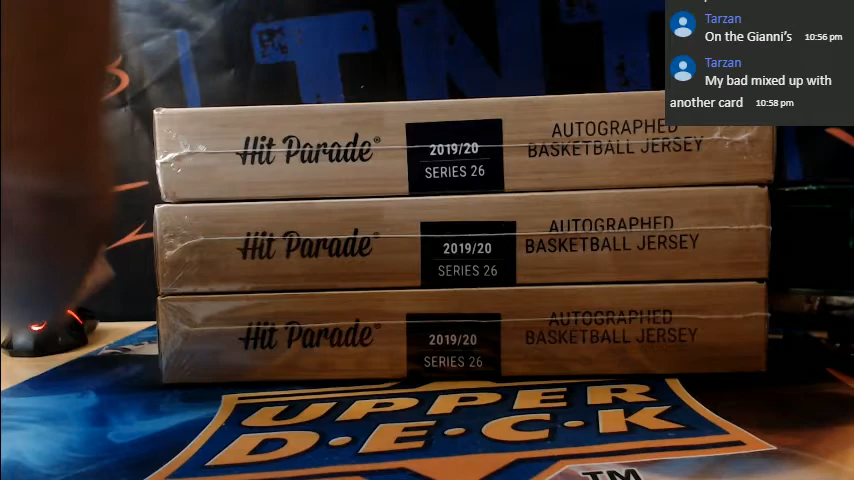 Tarzan
On the Gianni's 10:56 pm
Tarzan
My bad mixed up with
another card 10:58 pm
Hit Parade®
2019/20
SERIES 26
AUTOGRAPHED
BASKETBALL JERSEY
Hit Parade®
2019/20
SERIES 26
AUTOGRAPHED
BASKETBALL JERSEY
Hit Parade®
2019/20
SERIES 26
AUTOGRAPHED
BASKETBALL JERSEY
UPPER
D·E·C·K
TM